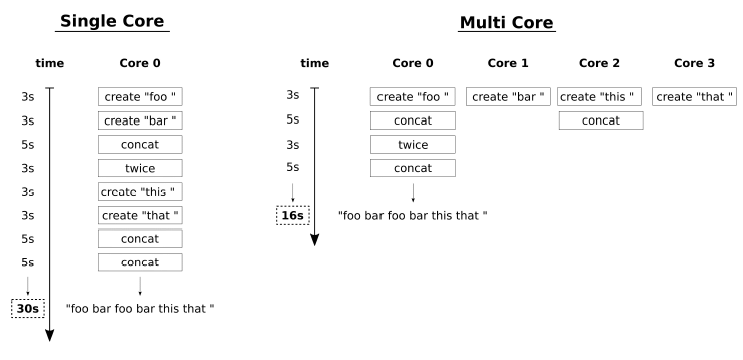 Single Core
time Core 0
3s create "foo "
3s create "bar "
5s concat
3s twice
3s create "this "
3s create "that "
5s concat
5s concat
30s "foo bar foo bar this that "
Multi Core
time Core 0 Core 1 Core 2 Core 3
3s create "foo " create "bar " create "this " create "that "
5s concat concat
3s twice
5s concat
16s "foo bar foo bar this that "